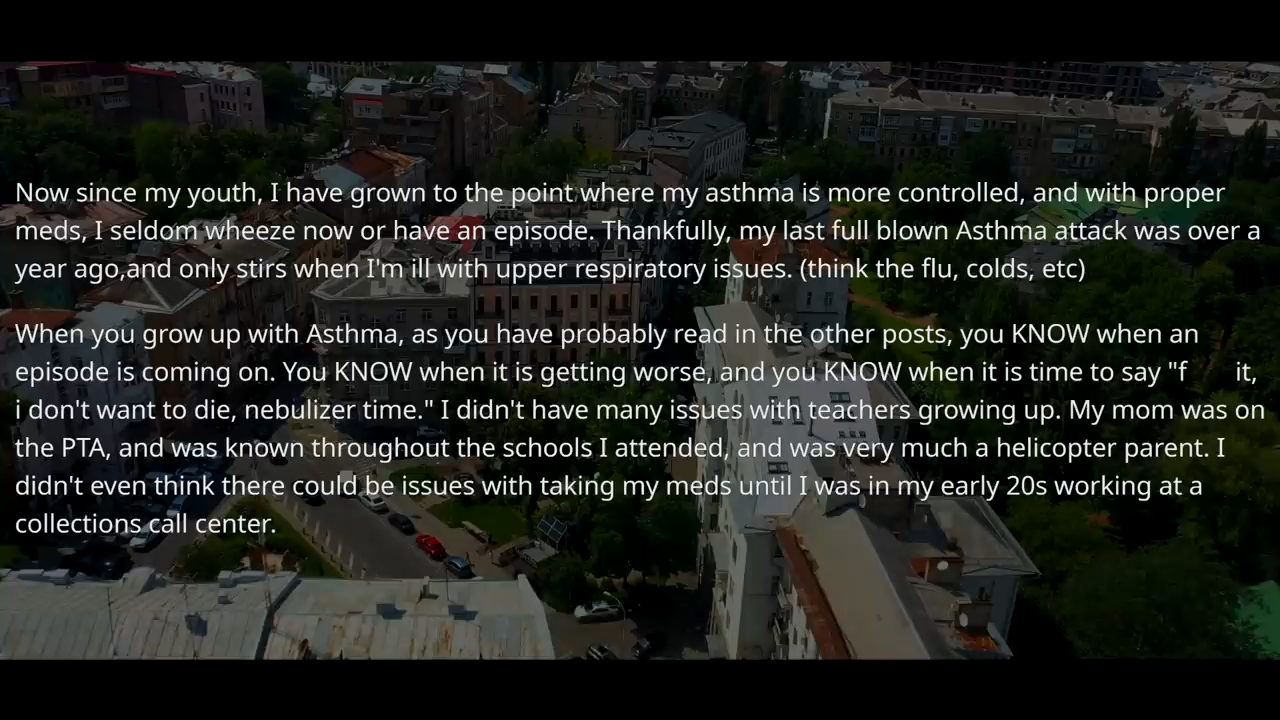 Now since my youth, I have grown to the point where my asthma is more controlled, and with proper
meds, I seldom wheeze now or have an episode. Thankfully, my last full blown Asthma attack was over a
year ago,and only stirs when I'm ill with upper respiratory issues. (think the flu, colds, etc)
When you grow up with Asthma, as you have probably read in the other posts, you KNOW when an
episode is coming on. You KNOW when it is getting worse, and you KNOW when it is time to say "f it,
i don't want to die, nebulizer time." I didn't have many issues with teachers growing up. My mom was on
the PTA, and was known throughout the schools I attended, and was very much a helicopter parent. I
didn't even think there could be issues with taking my meds until I was in my early 20s working at a
collections call center.